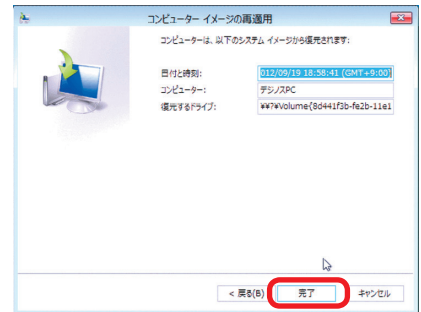 コンピューター イメージの再適用
コンピューターは、以下のシステム イメージから復元されます:
日付と時刻: 012/09/19 18:58:41 (GMT+9:00)
コンピューター: デジノスPC
復元するドライブ: ¥¥?¥Volume{8d441f3b-fe2b-11e1
< 戻る(B) 完了 キャンセル